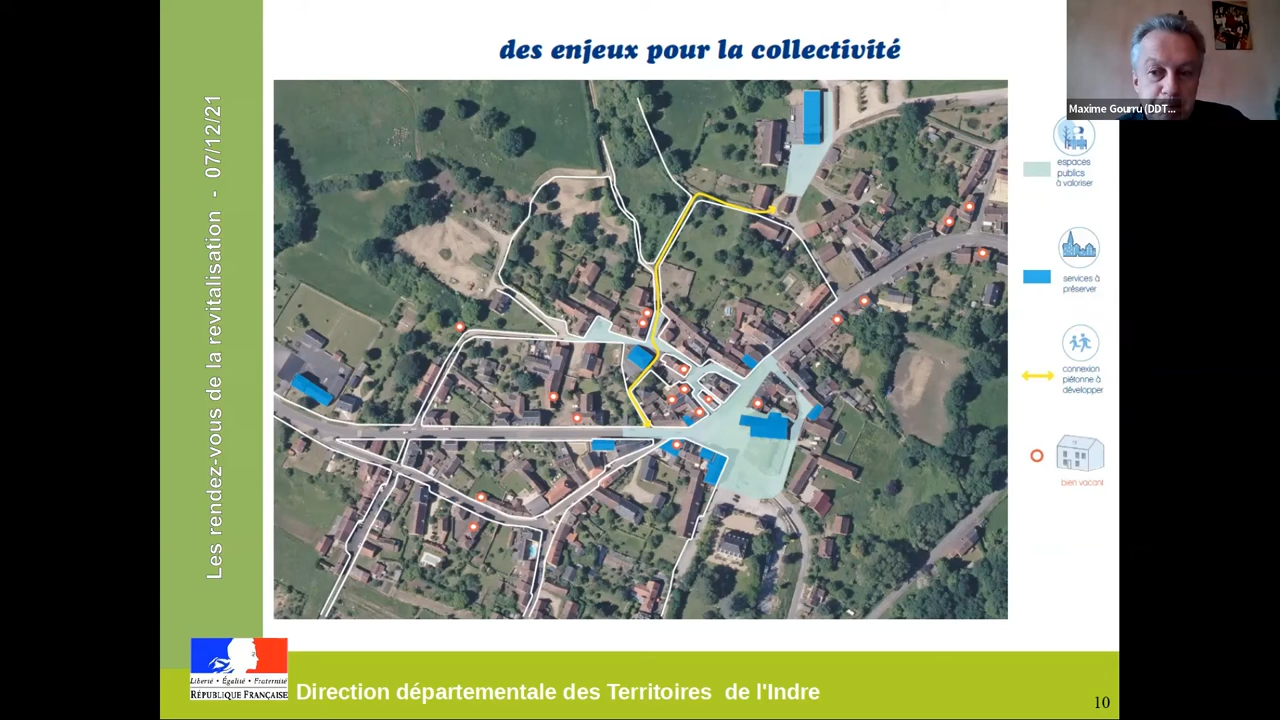 des enjeux pour la collectivité
Maxime Gourru (DDT...
Les rendez-vous de la revitalisation - 07/12/21
espaces
publics
à valoriser
services à
préserver
connexion
piétonne à
développer
bien vacant
Liberté • Égalité • Fraternité
RÉPUBLIQUE FRANÇAISE
Direction départementale des Territoires de l'Indre
10